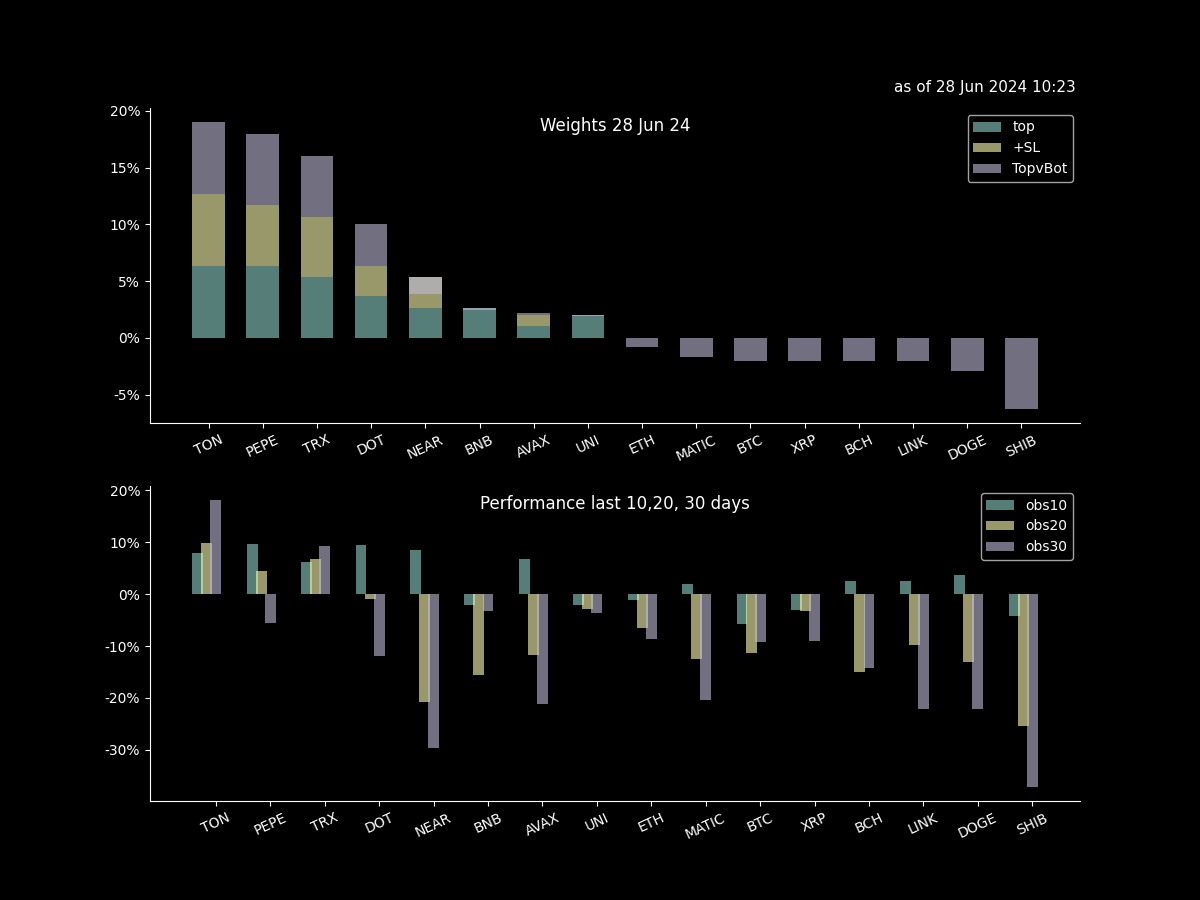 as of 28 Jun 2024 10:23
Weights 28 Jun 24
top
+SL
TopvBot
20%
15%
10%
5%
0%
-5%
TON PEPE TRX DOT NEAR BNB AVAX UNI ETH MATIC BTC XRP BCH LINK DOGE SHIB
Performance last 10,20, 30 days
obs10
obs20
obs30
20%
10%
0%
-10%
-20%
-30%
TON PEPE TRX DOT NEAR BNB AVAX UNI ETH MATIC BTC XRP BCH LINK DOGE SHIB